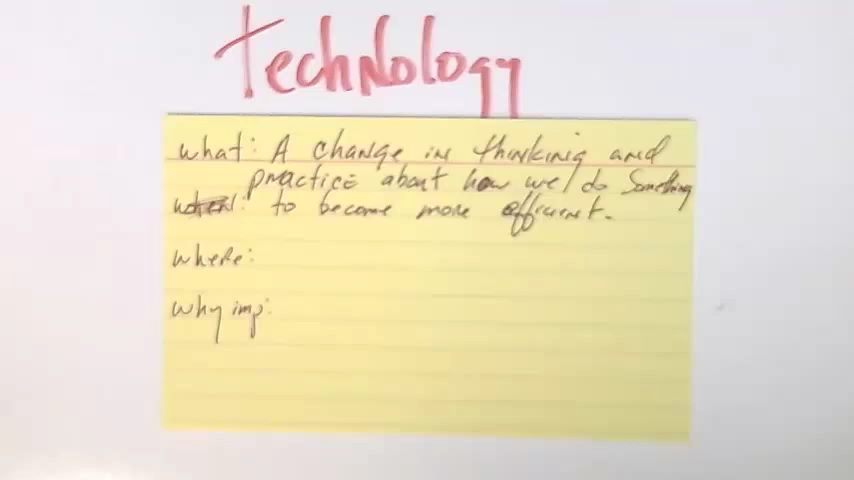 technology
what: A change in thinking and
practice about how we do something
to become more efficient.
where:
why imp: